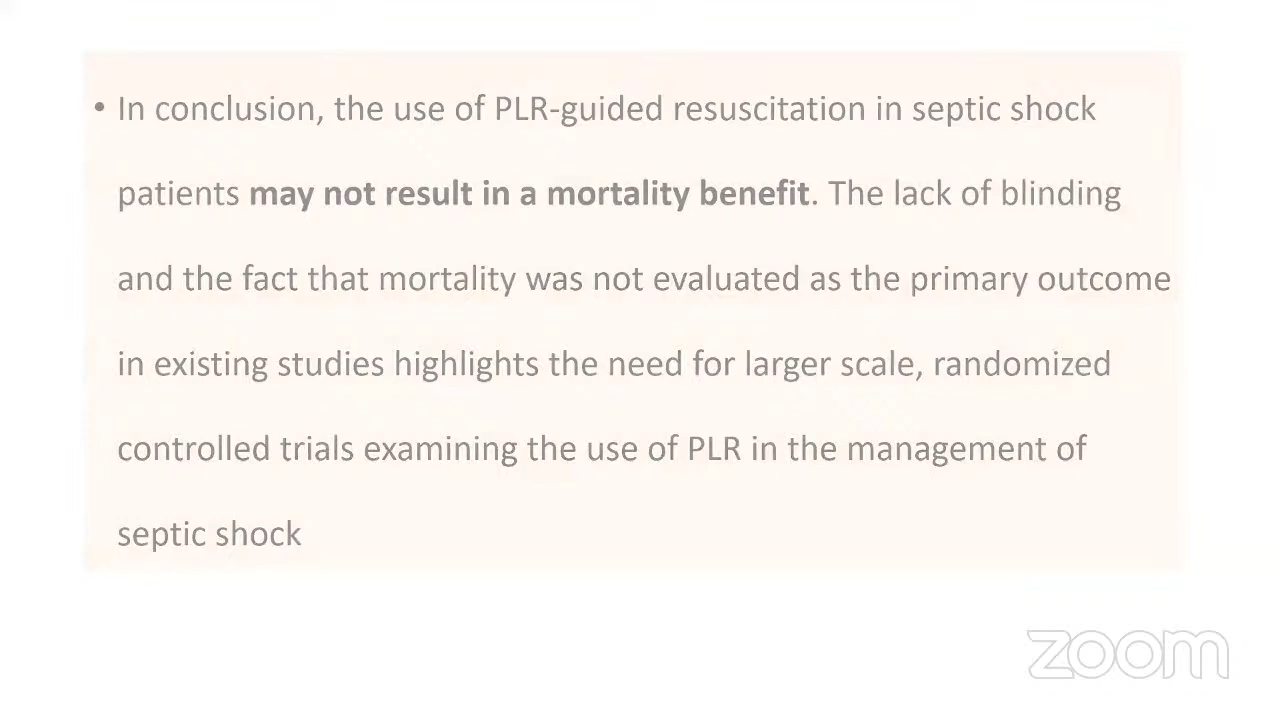 • In conclusion, the use of PLR-guided resuscitation in septic shock
patients may not result in a mortality benefit. The lack of blinding
and the fact that mortality was not evaluated as the primary outcome
in existing studies highlights the need for larger scale, randomized
controlled trials examining the use of PLR in the management of
septic shock
zoom